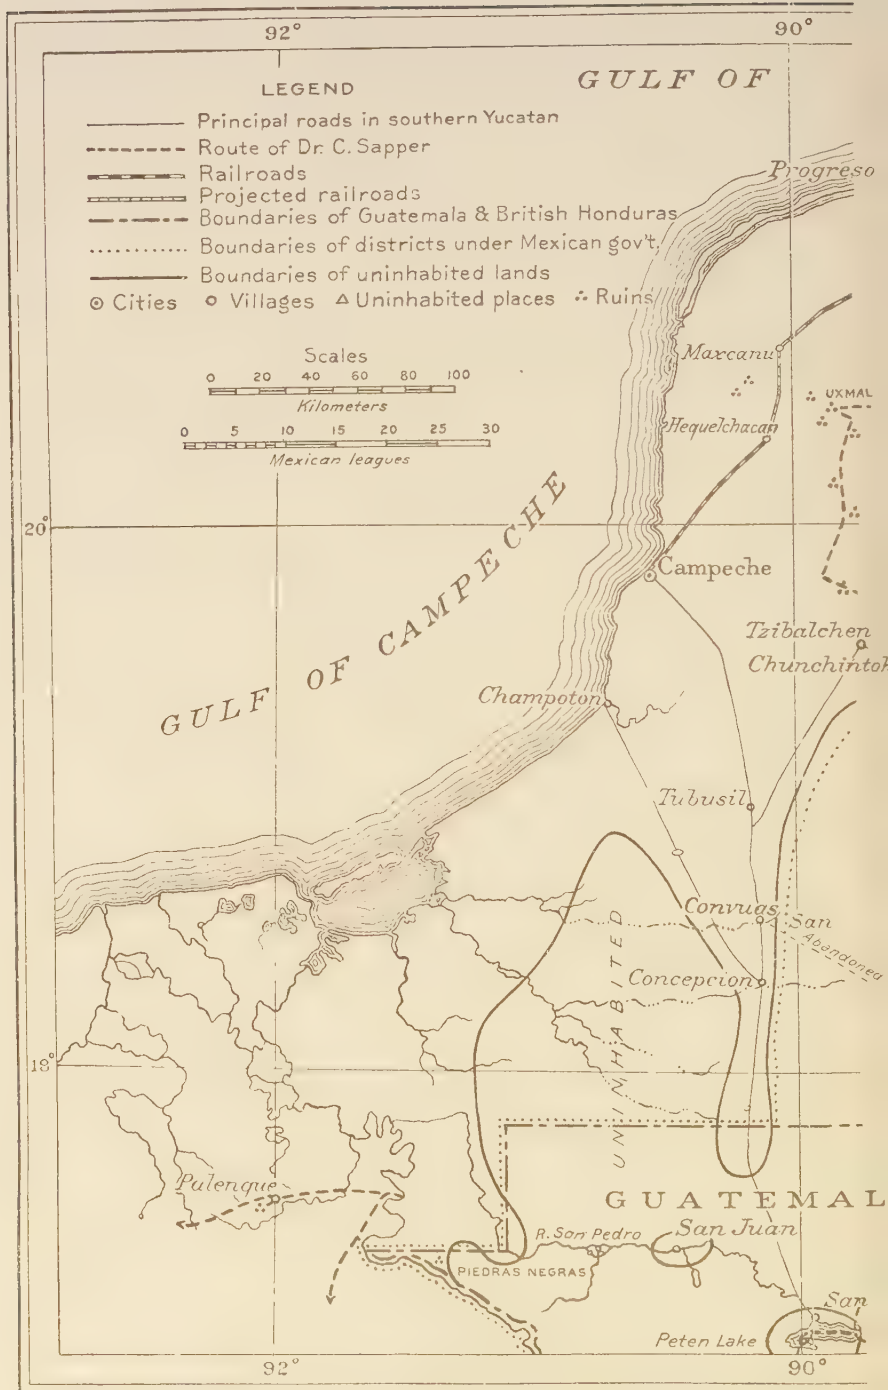 92° 90°
GULF OF
LEGEND
Principal roads in southern Yucatan
Route of Dr. C. Sapper
Railroads
Projected railroads
Boundaries of Guatemala & British Honduras
Boundaries of districts under Mexican gov't,
Boundaries of uninhabited lands
Cities Villages Uninhabited places Ruins
Progreso
Scales
0 20 40 60 80 100
Kilometers
0 5 10 15 20 25 30
Mexican leagues
Maxcanu
UXMAL
Hequelchacan
20°
GULF OF CAMPECHE
Campeche
Tzibalchen
Chunchintok
Champoton
Tubusil
Convuas
San
Abandoned
UNINHABITED
Concepcion
18°
Palenque
GUATEMAL
R. San Pedro
San Juan
PIEDRAS NEGRAS
San
Peten Lake
92° 90°